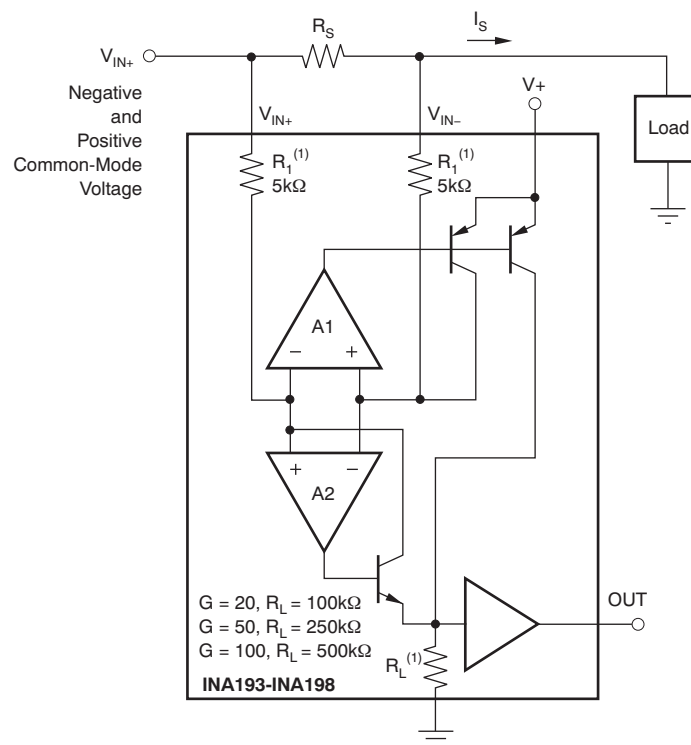 R_S
I_S
V_IN+
V+
Negative
and
Positive
Common-Mode
Voltage
V_IN+
V_IN−
Load
R_1^(1)
5kΩ
R_1^(1)
5kΩ
A1
− +
+ −
A2
G = 20, R_L = 100kΩ
G = 50, R_L = 250kΩ
G = 100, R_L = 500kΩ
OUT
R_L^(1)
INA193-INA198